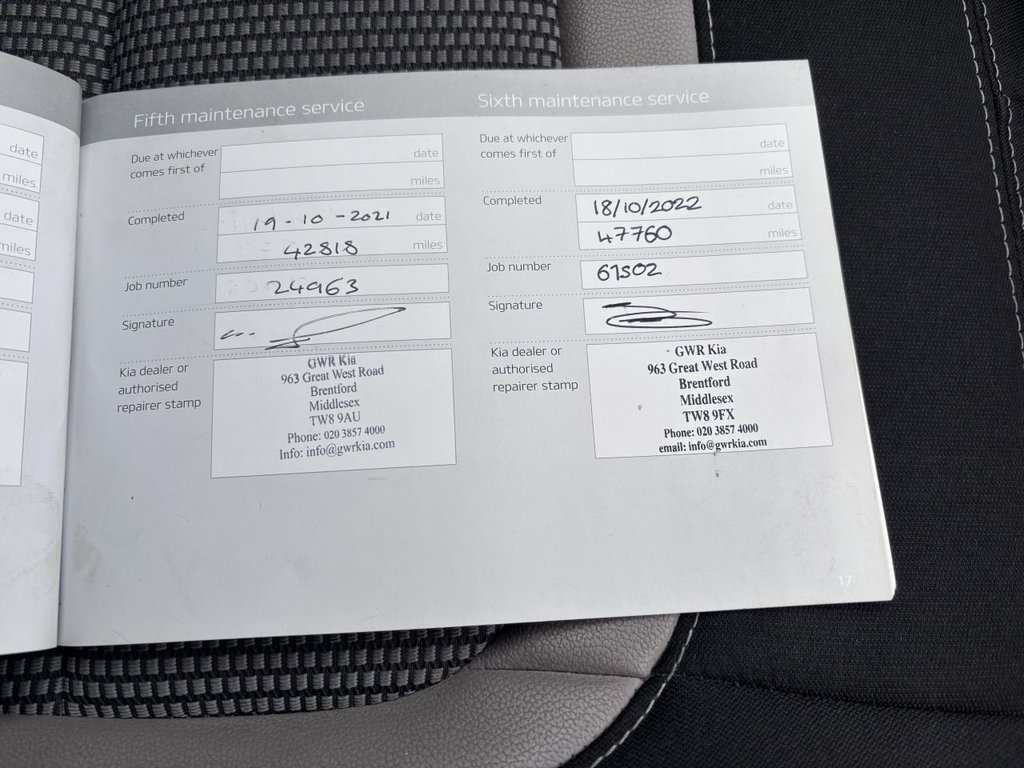 date
miles
date
miles
Fifth maintenance service
Due at whichever
comes first of
date
miles
Completed
19-10-2021 date
42818 miles
Job number
24963
Signature
Kia dealer or
authorised
repairer stamp
GWR Kia
963 Great West Road
Brentford
Middlesex
TW8 9AU
Phone: 020 3857 4000
Info: info@gwrkia.com
Sixth maintenance service
Due at whichever
comes first of
date
miles
Completed
18/10/2022 date
47760 miles
Job number
61502
Signature
Kia dealer or
authorised
repairer stamp
GWR Kia
963 Great West Road
Brentford
Middlesex
TW8 9FX
Phone: 020 3857 4000
email: info@gwrkia.com
17